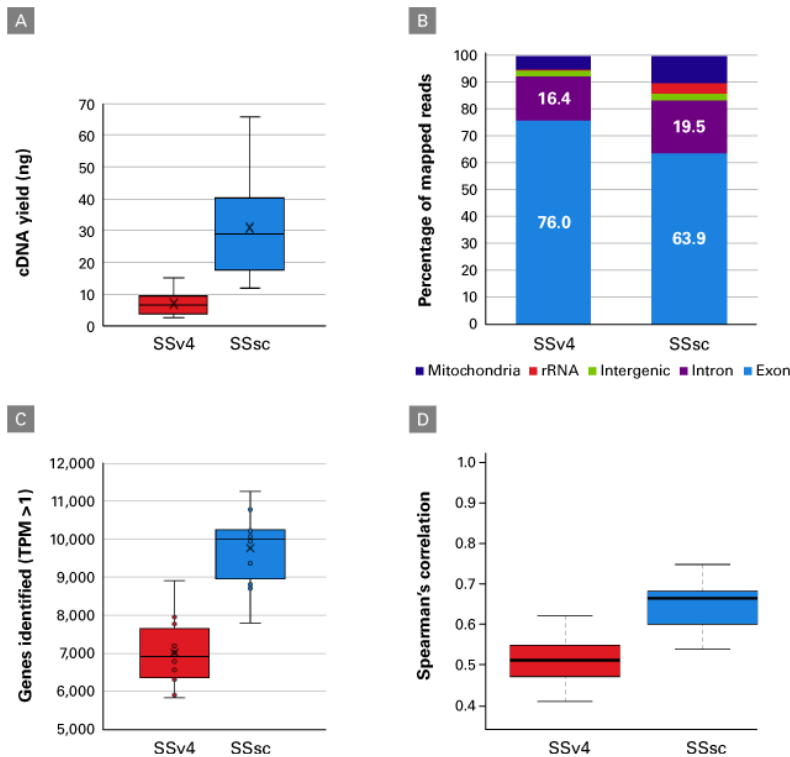 A
cDNA yield (ng)
70
60
50
40
30
20
10
0
SSv4 SSsc
B
Percentage of mapped reads
100
90
80
70
60
50
40
30
20
10
0
16.4
76.0
19.5
63.9
SSv4 SSsc
Mitochondria rRNA Intergenic Intron Exon
C
Genes identified (TPM >1)
12,000
11,000
10,000
9,000
8,000
7,000
6,000
5,000
SSv4 SSsc
D
Spearman's correlation
1.0
0.9
0.8
0.7
0.6
0.5
0.4
SSv4 SSsc